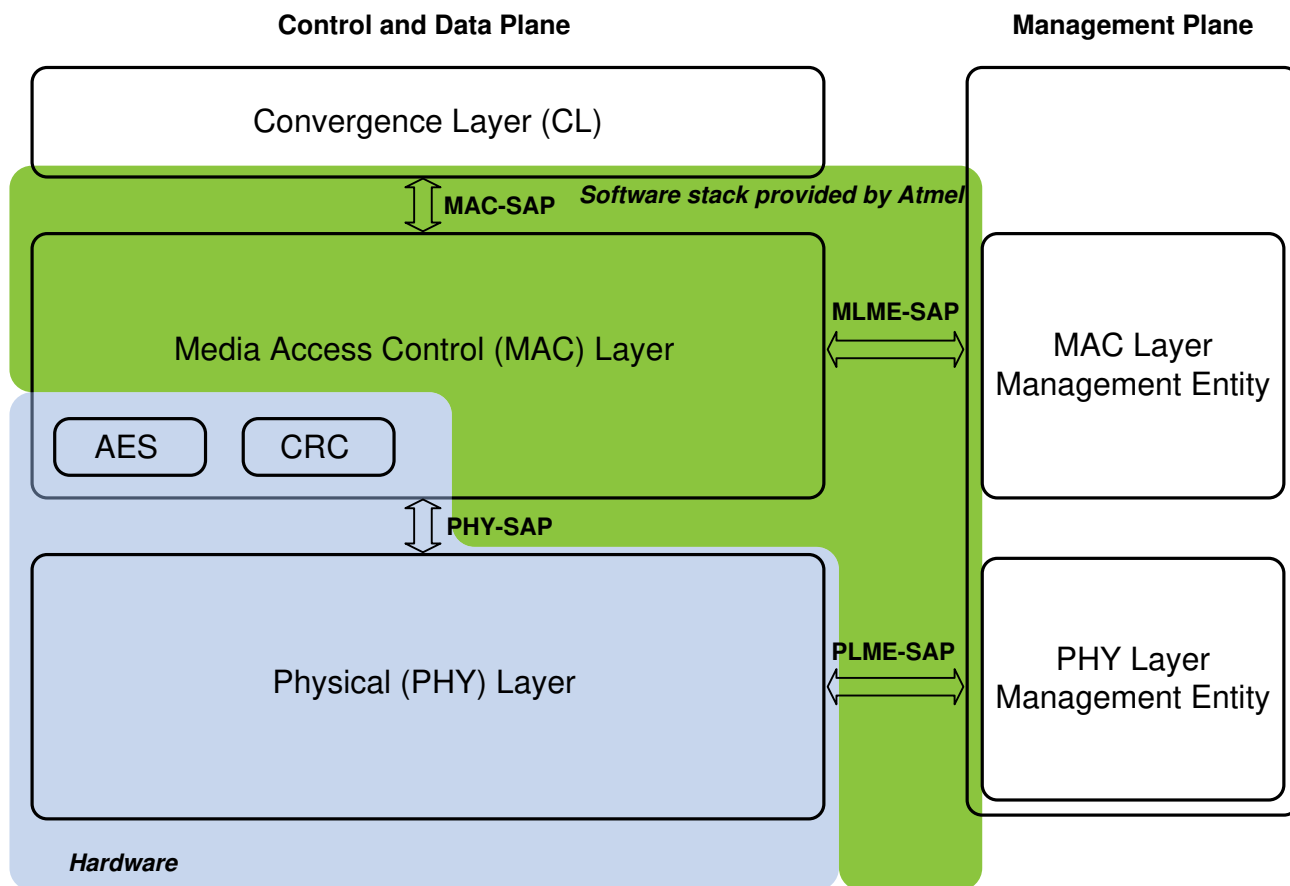 Control and Data Plane
Management Plane
Convergence Layer (CL)
Software stack provided by Atmel
MAC-SAP
MLME-SAP
Media Access Control (MAC) Layer
MAC Layer
Management Entity
AES
CRC
PHY-SAP
PLME-SAP
Physical (PHY) Layer
PHY Layer
Management Entity
Hardware